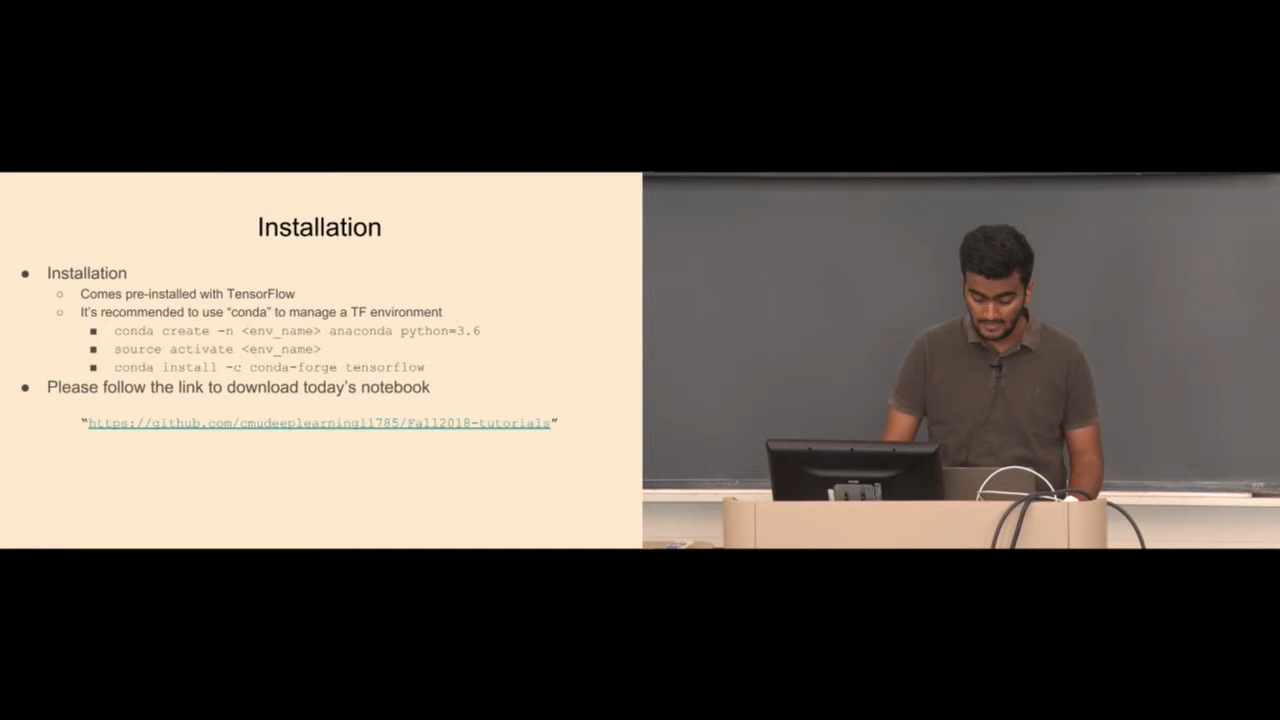 Installation
● Installation
○ Comes pre-installed with TensorFlow
○ It's recommended to use “conda” to manage a TF environment
■ conda create -n <env_name> anaconda python=3.6
■ source activate <env_name>
■ conda install -c conda-forge tensorflow
● Please follow the link to download today's notebook
“https://github.com/cmudeeplearning11785/Fall2018-tutorials”